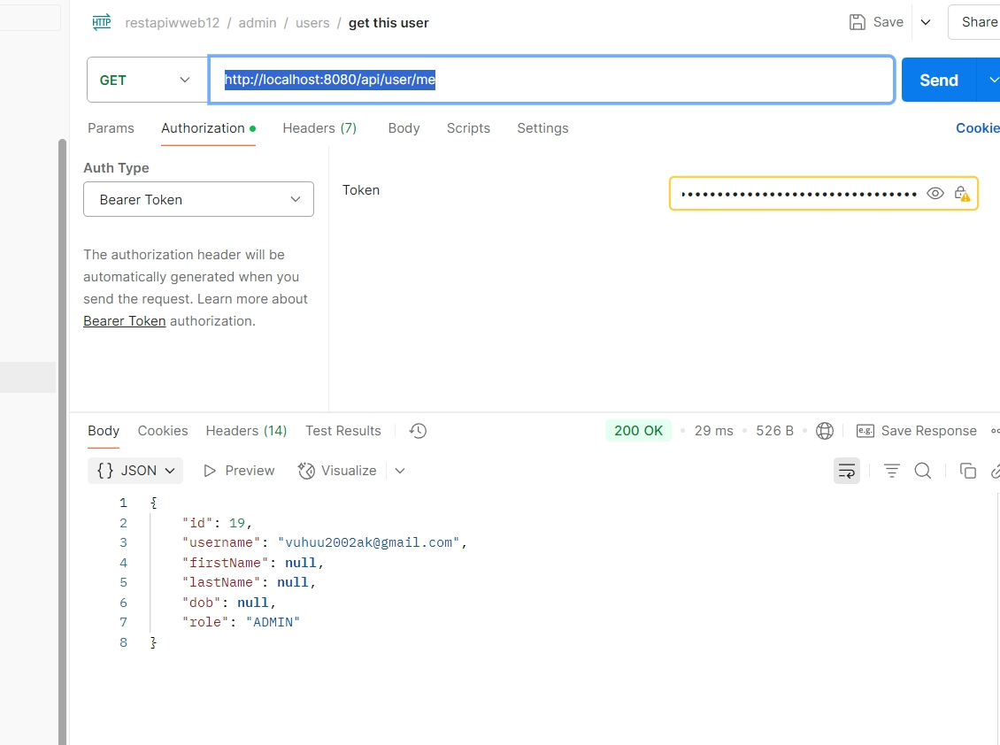 HTTP restapiwweb12 / admin / users / get this user Save Share
GET http://localhost:8080/api/user/me Send
Params Authorization Headers (7) Body Scripts Settings Cookie
Auth Type
Bearer Token
Token
The authorization header will be
automatically generated when you
send the request. Learn more about
Bearer Token authorization.
Body Cookies Headers (14) Test Results 200 OK • 29 ms • 526 B • e.g. Save Response
{} JSON Preview Visualize
1 {
2 "id": 19,
3 "username": "vuhuu2002ak@gmail.com",
4 "firstName": null,
5 "lastName": null,
6 "dob": null,
7 "role": "ADMIN"
8 }